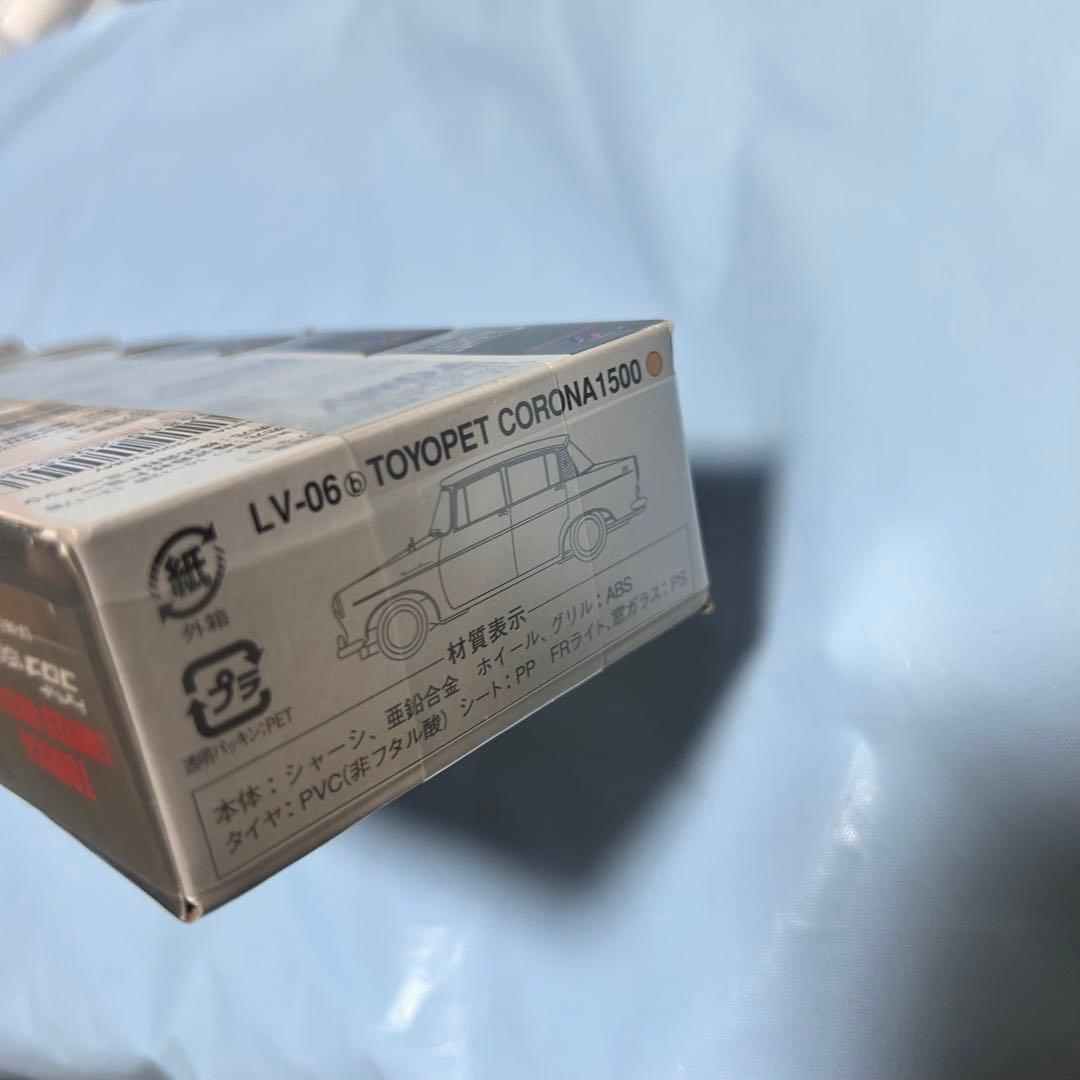 LV-06ⓑ TOYOPET CORONA1500
紙
外箱
プラ
透明パッキン:PET
材質表示
本体：シャーシ、亜鉛合金　ホイール、グリル：ABS
タイヤ：PVC(非フタル酸)　シート：PP　FRライト、窓ガラス：PS